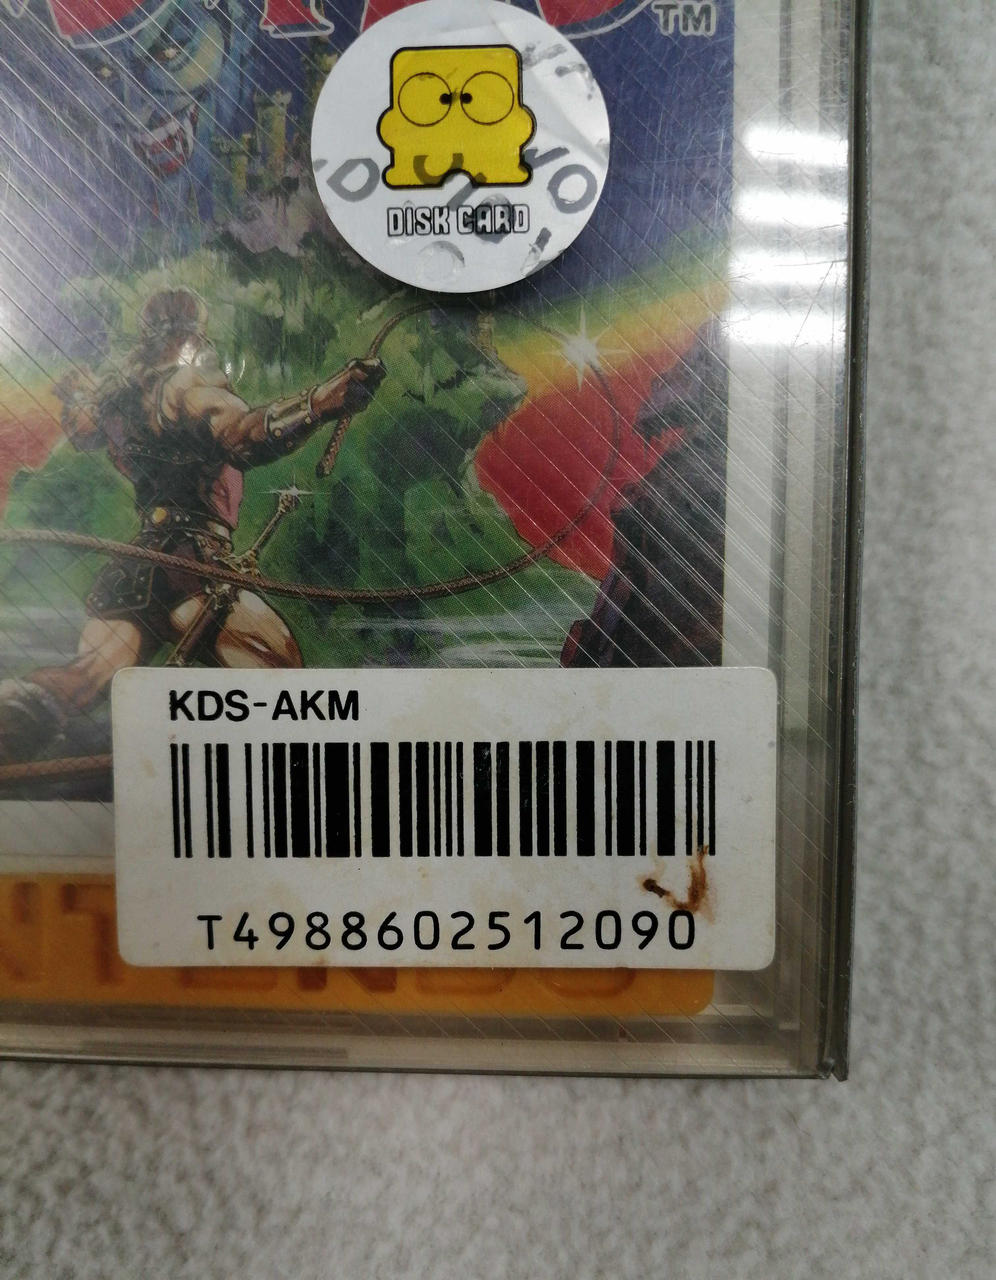 TM
DISK CARD
KDS-AKM
T4988602512090